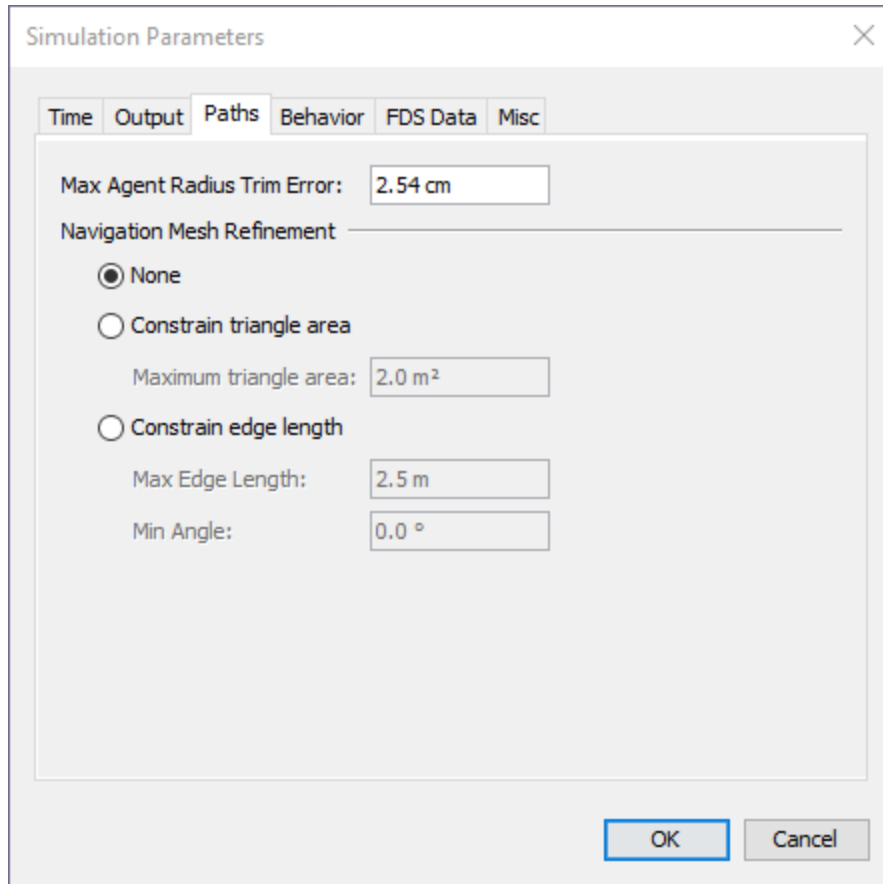 Simulation Parameters
Time Output Paths Behavior FDS Data Misc
Max Agent Radius Trim Error: 2.54 cm
Navigation Mesh Refinement
None
Constrain triangle area
Maximum triangle area: 2.0 m²
Constrain edge length
Max Edge Length: 2.5 m
Min Angle: 0.0 °
OK Cancel